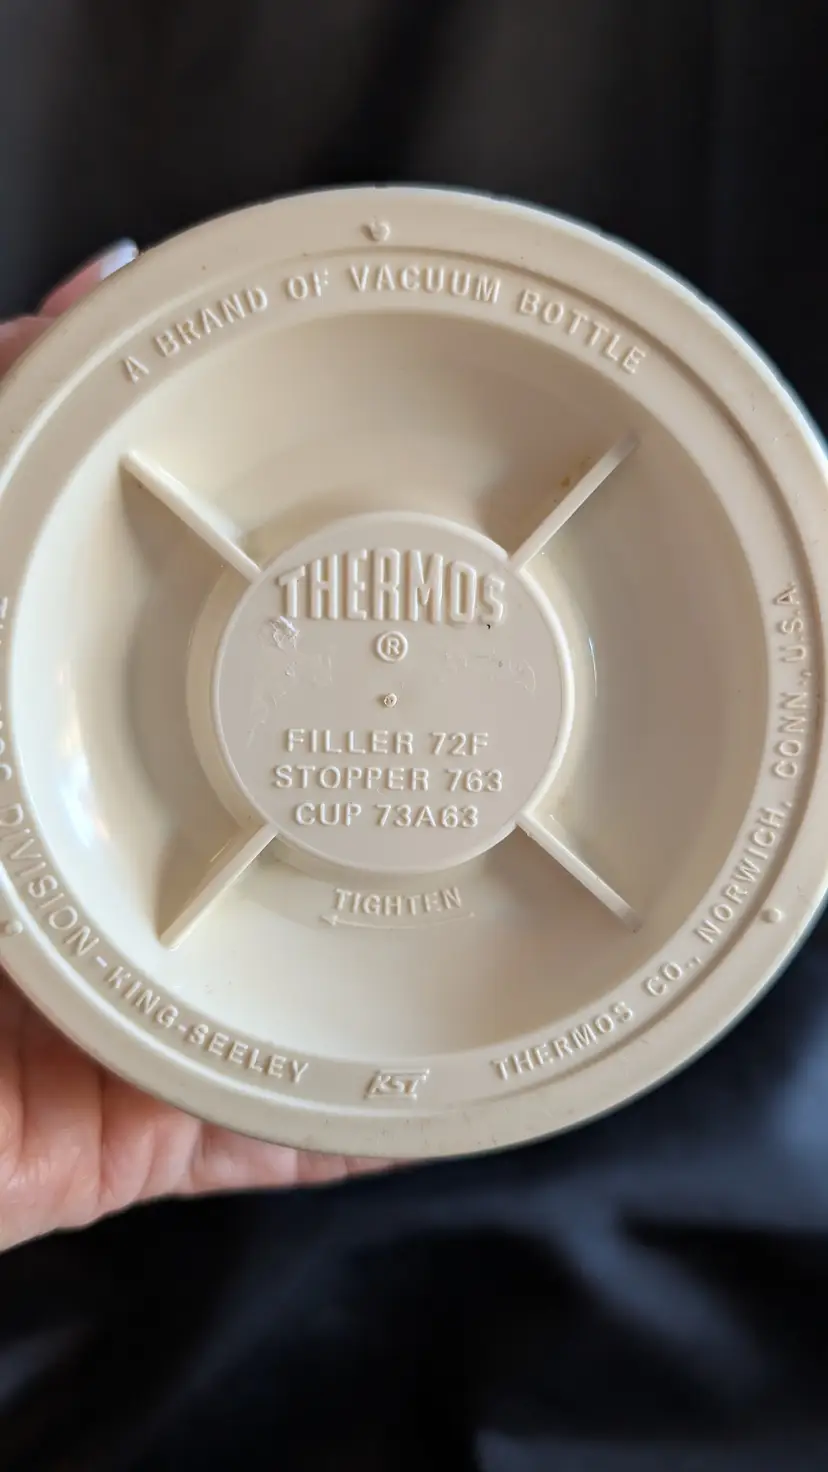 A BRAND OF VACUUM BOTTLE
THERMOS
®
FILLER 72F
STOPPER 763
CUP 73A63
TIGHTEN
DIVISION-KING-SEELEY
KST
THERMOS CO., NORWICH, CONN., U.S.A.